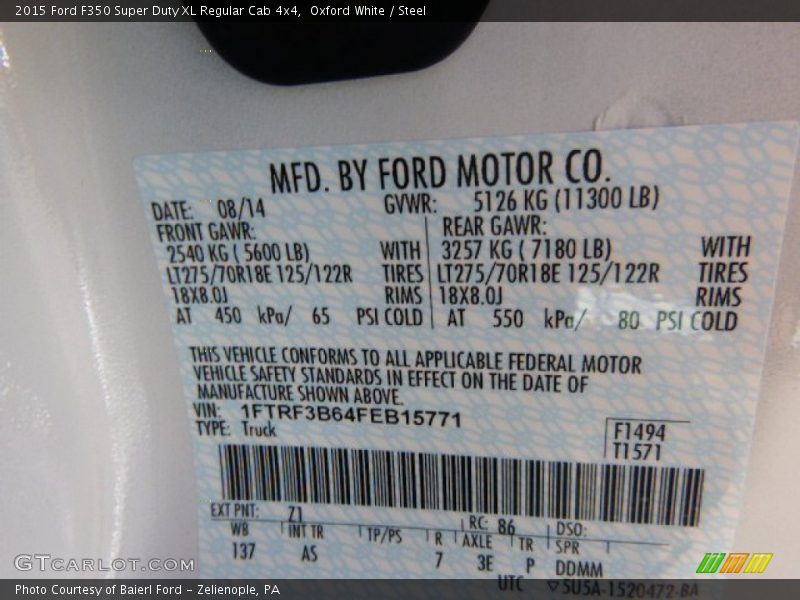 2015 Ford F350 Super Duty XL Regular Cab 4x4,  Oxford White / Steel
MFD. BY FORD MOTOR CO.
DATE: 08/14 GVWR: 5126 KG (11300 LB)
FRONT GAWR: REAR GAWR:
2540 KG ( 5600 LB) WITH 3257 KG ( 7180 LB) WITH
LT275/70R18E 125/122R TIRES LT275/70R18E 125/122R TIRES
18X8.0J RIMS 18X8.0J RIMS
AT 450 kPa/ 65 PSI COLD AT 550 kPa/ 80 PSI COLD
THIS VEHICLE CONFORMS TO ALL APPLICABLE FEDERAL MOTOR
VEHICLE SAFETY STANDARDS IN EFFECT ON THE DATE OF
MANUFACTURE SHOWN ABOVE.
VIN: 1FTRF3B64FEB15771
TYPE: Truck
F1494
T1571
EXT PNT: Z1 RC: 86 DSO:
WB INT TR TP/PS R AXLE TR SPR
137 AS 7 3E P DDMM
UTC ▽5U5A-1520472-BA
GTCarLot.com
Photo Courtesy of Baierl Ford – Zelienople, PA